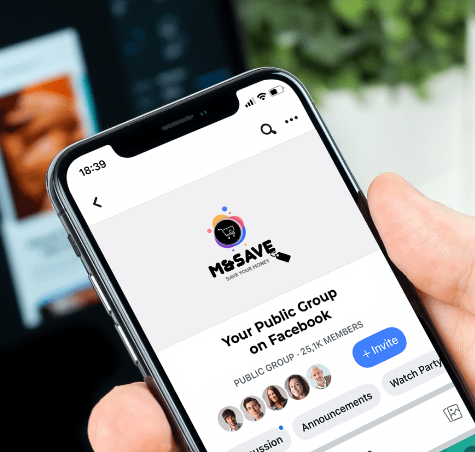 18:39
M&SAVE
SAVE YOUR MONEY
Your Public Group
on Facebook
PUBLIC GROUP · 25,1K MEMBERS
+ Invite
ussion
Announcements
Watch Party